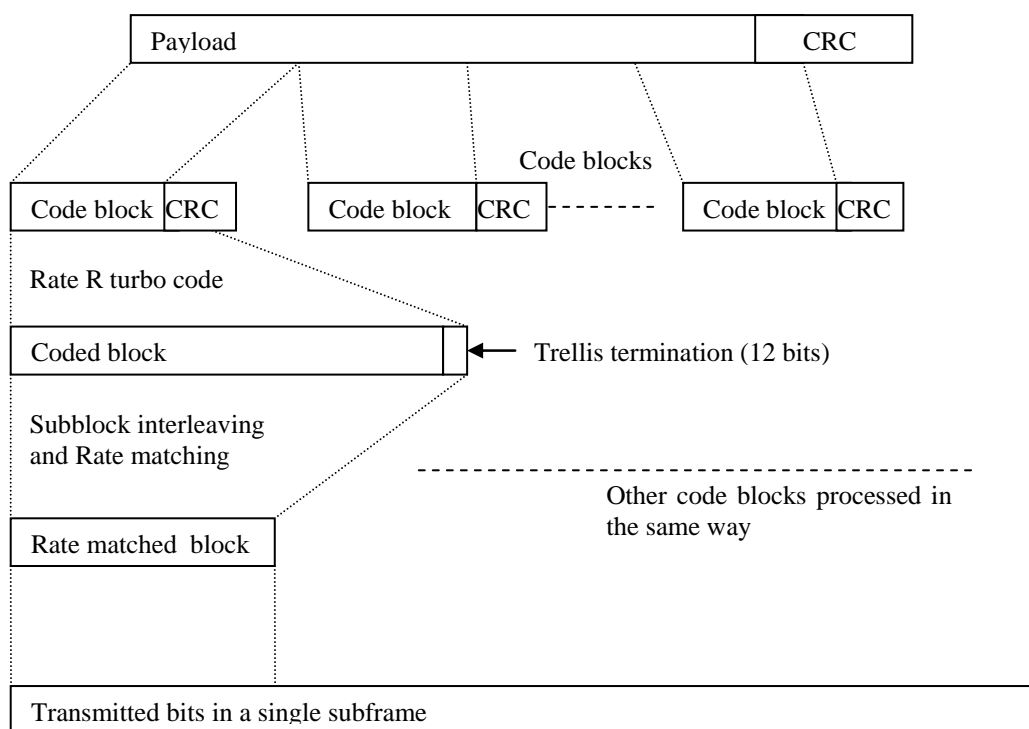 Payload CRC
Code blocks
Code block CRC Code block CRC Code block CRC
Rate R turbo code
Coded block
Trellis termination (12 bits)
Subblock interleaving
and Rate matching
Other code blocks processed in
the same way
Rate matched block
Transmitted bits in a single subframe